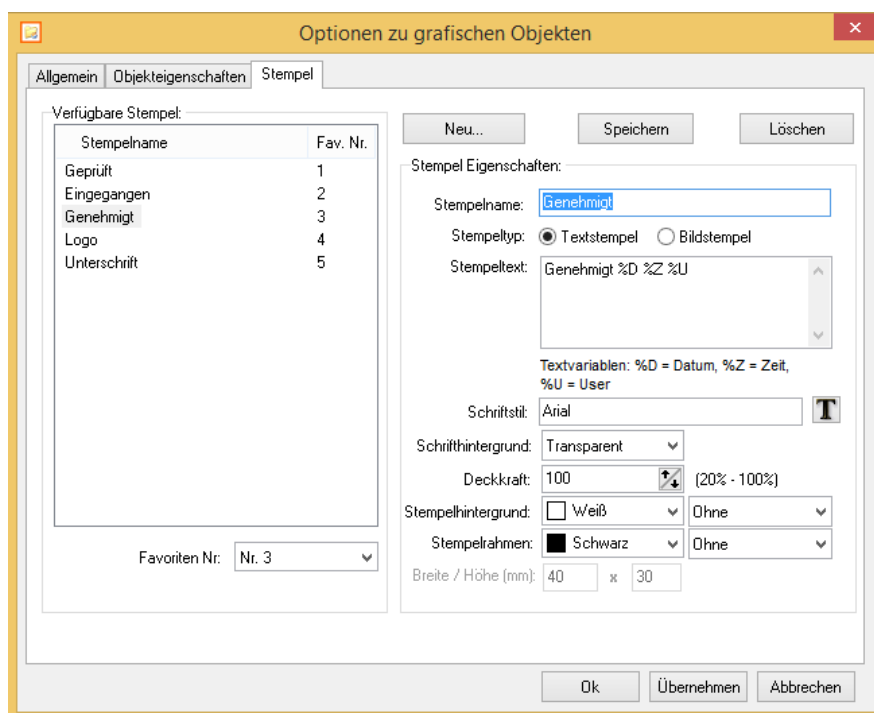 Optionen zu grafischen Objekten
Allgemein Objekteigenschaften Stempel
Verfügbare Stempel:
Stempelname Fav. Nr.
Geprüft 1
Eingegangen 2
Genehmigt 3
Logo 4
Unterschrift 5
Favoriten Nr: Nr. 3
Neu... Speichern Löschen
Stempel Eigenschaften:
Stempelname: Genehmigt
Stempeltyp: Textstempel Bildstempel
Stempeltext: Genehmigt %D %Z %U
Textvariablen: %D = Datum, %Z = Zeit,
%U = User
Schriftstil: Arial T
Schrifthintergrund: Transparent
Deckkraft: 100 (20% - 100%)
Stempelhintergrund: Weiß Ohne
Stempelrahmen: Schwarz Ohne
Breite / Höhe (mm): 40 x 30
Ok Übernehmen Abbrechen